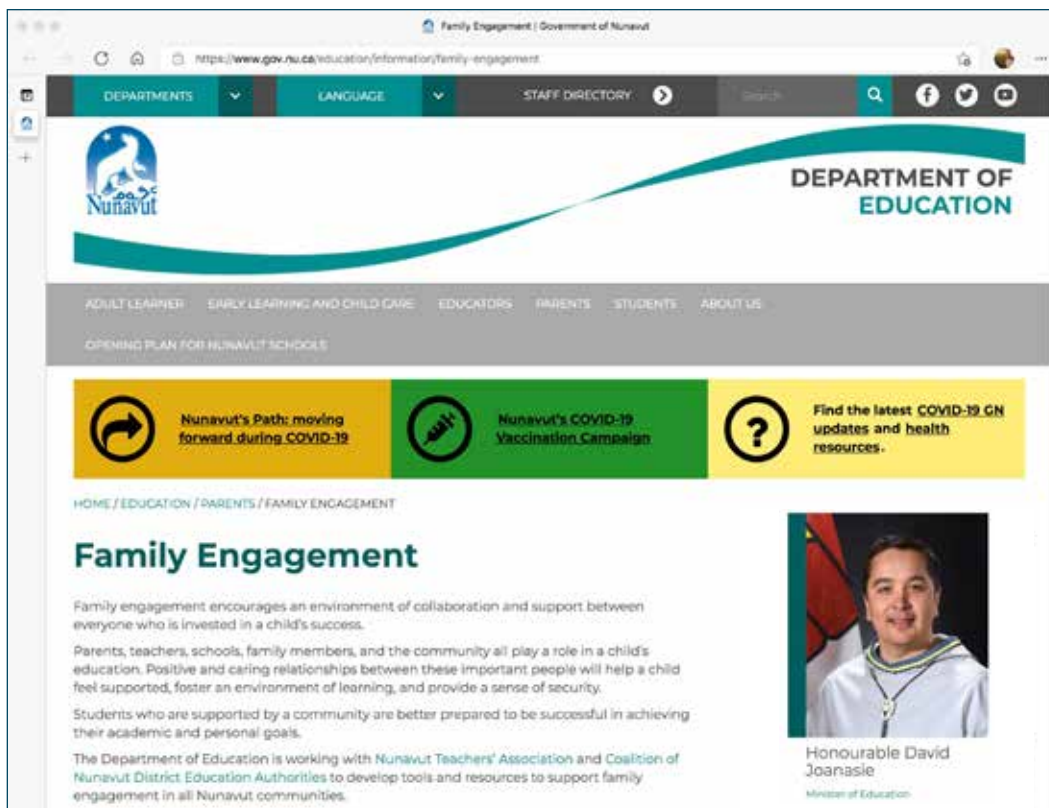 Family Engagement | Government of Nunavut
https://www.gov.nu.ca/education/information/family-engagement
DEPARTMENTS
LANGUAGE
STAFF DIRECTORY
Search
Nunavut
DEPARTMENT OF
EDUCATION
ADULT LEARNER EARLY LEARNING AND CHILD CARE EDUCATORS PARENTS STUDENTS ABOUT US
OPENING PLAN FOR NUNAVUT SCHOOLS
Nunavut's Path: moving
forward during COVID-19
Nunavut's COVID-19
Vaccination Campaign
?
Find the latest COVID-19 GN
updates and health
resources.
HOME / EDUCATION / PARENTS / FAMILY ENGAGEMENT
Family Engagement
Family engagement encourages an environment of collaboration and support between
everyone who is invested in a child's success.
Parents, teachers, schools, family members, and the community all play a role in a child's
education. Positive and caring relationships between these important people will help a child
feel supported, foster an environment of learning, and provide a sense of security.
Students who are supported by a community are better prepared to be successful in achieving
their academic and personal goals.
The Department of Education is working with Nunavut Teachers' Association and Coalition of
Nunavut District Education Authorities to develop tools and resources to support family
engagement in all Nunavut communities.
Honourable David
Joanasie
Minister of Education